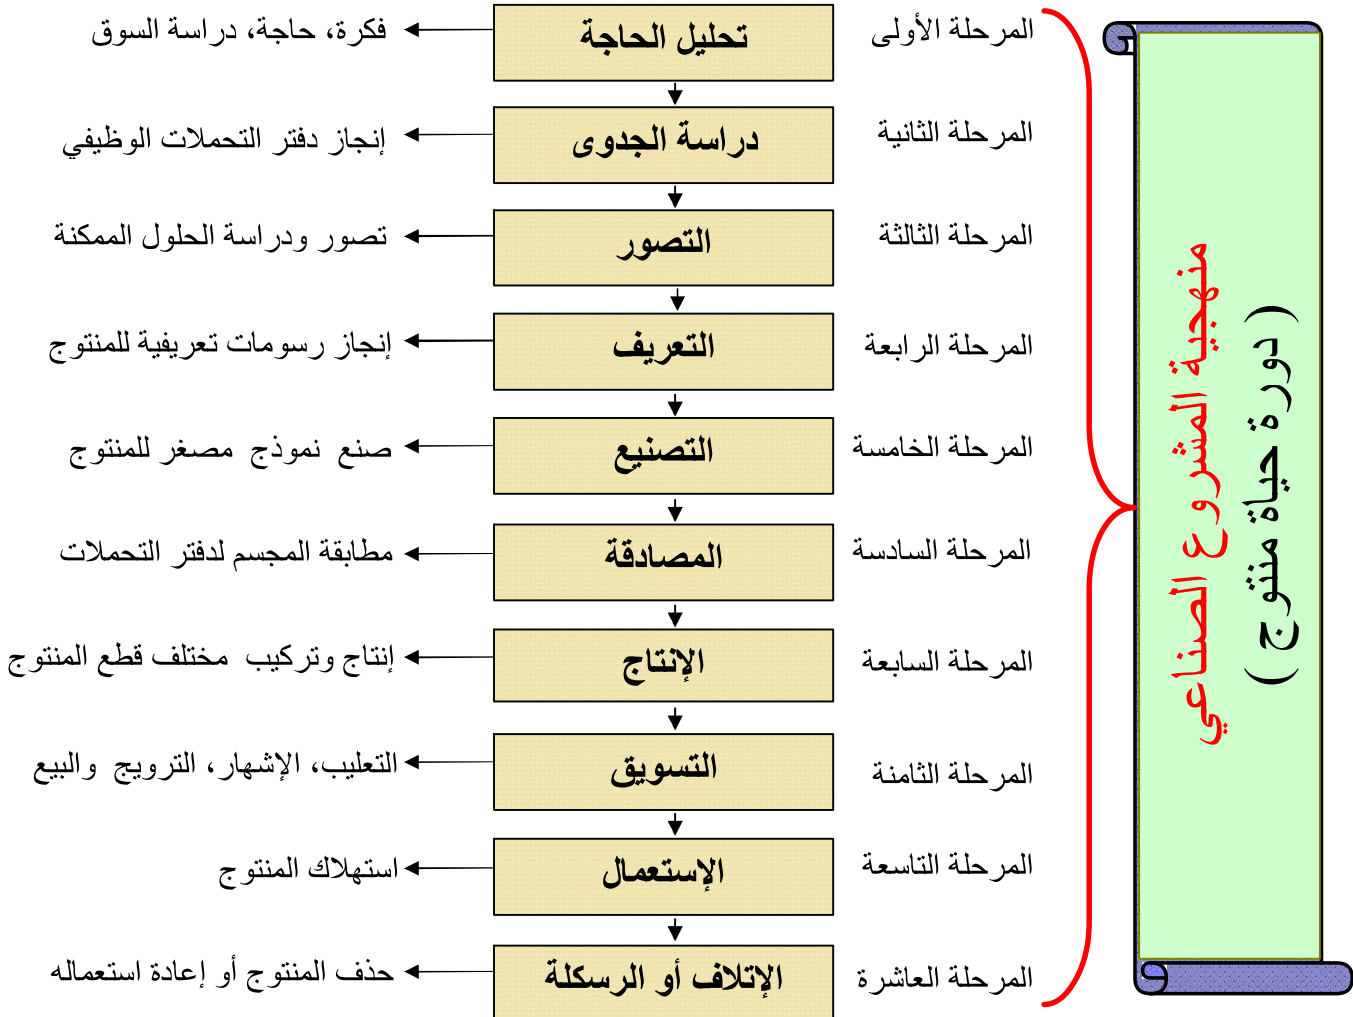 منهجية المشروع الصناعي
( دورة حياة منتوج )
المرحلة الأولى
تحليل الحاجة
فكرة، حاجة، دراسة السوق
المرحلة الثانية
دراسة الجدوى
إنجاز دفتر التحملات الوظيفي
المرحلة الثالثة
التصور
تصور ودراسة الحلول الممكنة
المرحلة الرابعة
التعريف
إنجاز رسومات تعريفية للمنتوج
المرحلة الخامسة
التصنيع
صنع نموذج مصغر للمنتوج
المرحلة السادسة
المصادقة
مطابقة المجسم لدفتر التحملات
المرحلة السابعة
الإنتاج
إنتاج وتركيب مختلف قطع المنتوج
المرحلة الثامنة
التسويق
التعليب، الإشهار، الترويج والبيع
المرحلة التاسعة
الإستعمال
استهلاك المنتوج
المرحلة العاشرة
الإتلاف أو الرسكلة
حذف المنتوج أو إعادة استعماله